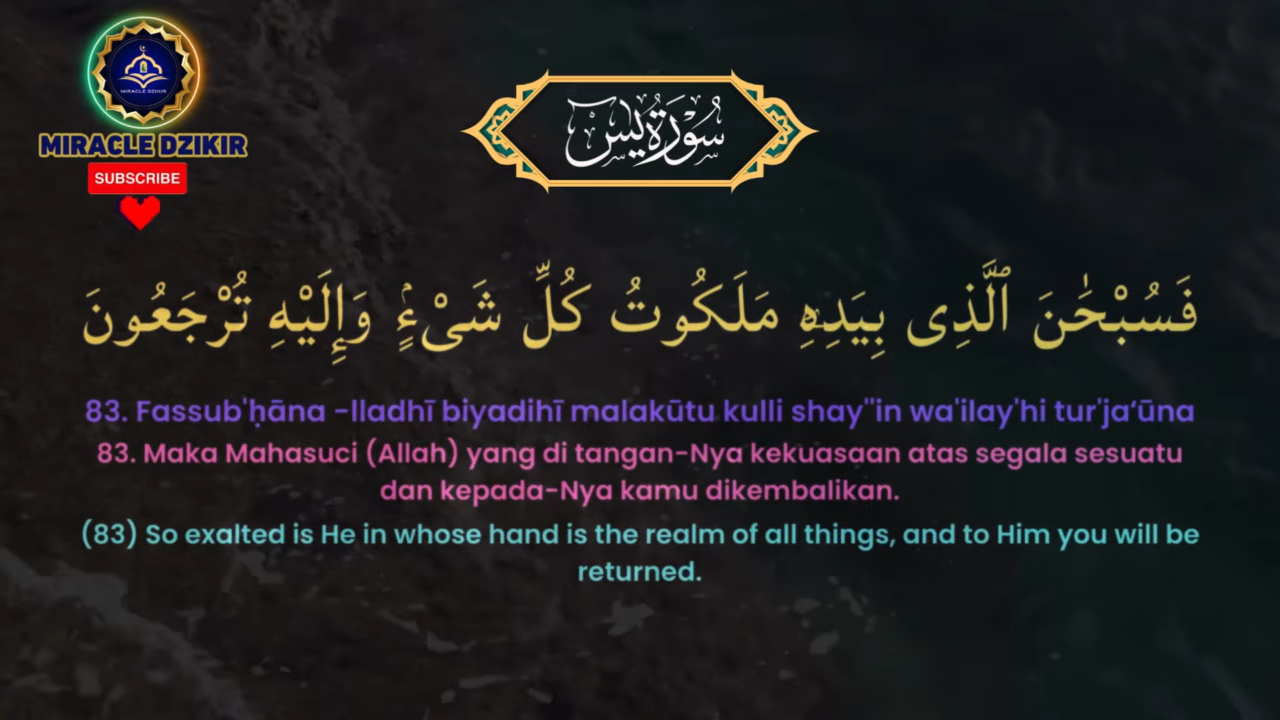 MIRACLE DZIKIR
MIRACLE DZIKIR
SUBSCRIBE
سُوْرَةُ يٰسٓ
فَسُبْحَٰنَ ٱلَّذِى بِيَدِهِۦ مَلَكُوتُ كُلِّ شَىْءٍۢ وَإِلَيْهِ تُرْجَعُونَ
83. Fassub'ḥāna -lladhī biyadihī malakūtu kulli shay''in wa'ilay'hi tur'ja‘ūna
83. Maka Mahasuci (Allah) yang di tangan-Nya kekuasaan atas segala sesuatu
dan kepada-Nya kamu dikembalikan.
(83) So exalted is He in whose hand is the realm of all things, and to Him you will be
returned.